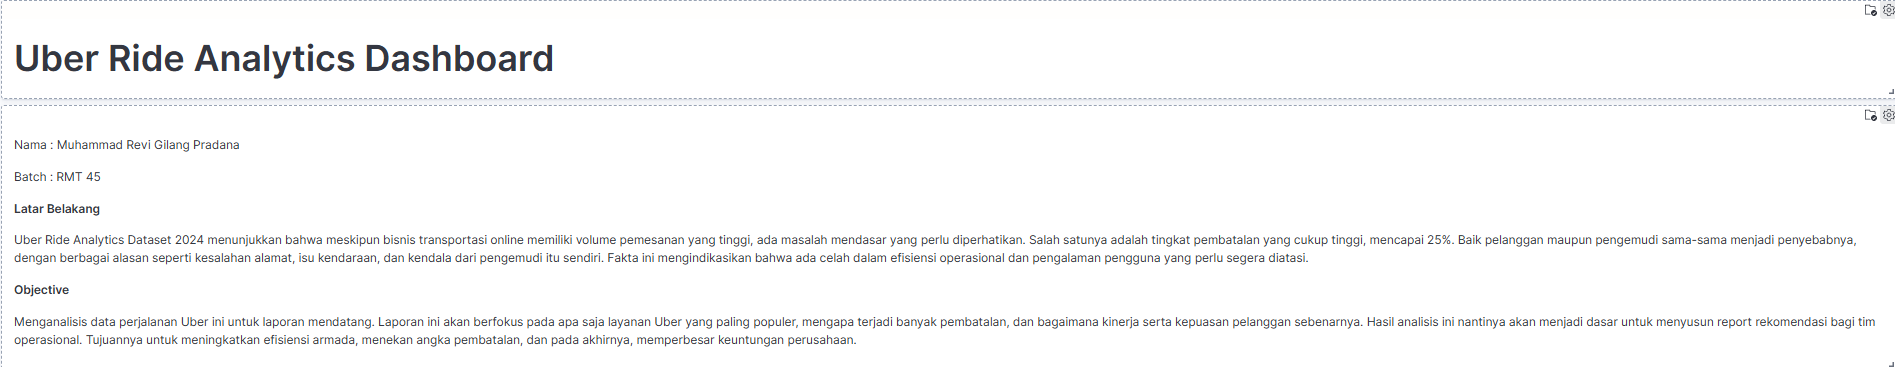 Uber Ride Analytics Dashboard
Nama : Muhammad Revi Gilang Pradana
Batch : RMT 45
Latar Belakang
Uber Ride Analytics Dataset 2024 menunjukkan bahwa meskipun bisnis transportasi online memiliki volume pemesanan yang tinggi, ada masalah mendasar yang perlu diperhatikan. Salah satunya adalah tingkat pembatalan yang cukup tinggi, mencapai 25%. Baik pelanggan maupun pengemudi sama-sama menjadi penyebabnya,
dengan berbagai alasan seperti kesalahan alamat, isu kendaraan, dan kendala dari pengemudi itu sendiri. Fakta ini mengindikasikan bahwa ada celah dalam efisiensi operasional dan pengalaman pengguna yang perlu segera diatasi.
Objective
Menganalisis data perjalanan Uber ini untuk laporan mendatang. Laporan ini akan berfokus pada apa saja layanan Uber yang paling populer, mengapa terjadi banyak pembatalan, dan bagaimana kinerja serta kepuasan pelanggan sebenarnya. Hasil analisis ini nantinya akan menjadi dasar untuk menyusun report rekomendasi bagi tim
operasional. Tujuannya untuk meningkatkan efisiensi armada, menekan angka pembatalan, dan pada akhirnya, memperbesar keuntungan perusahaan.